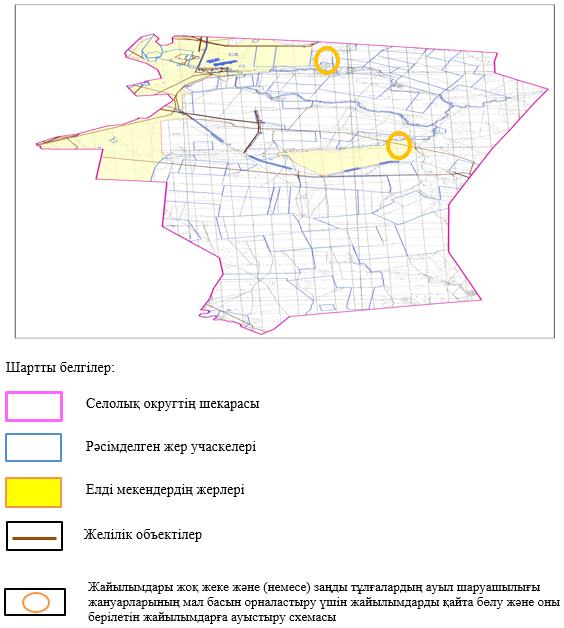 Шартты белгілер:
Селолық округтің шекарасы
Рәсімделген жер учаскелері
Елді мекендердің жерлері
Желілік объектілер
Жайылымдары жоқ жеке және (немесе) заңды тұлғалардың ауыл шаруашылығы
жануарларының мал басын орналастыру үшін жайылымдарды қайта бөлу және оны
берілетін жайылымдарға ауыстыру схемасы